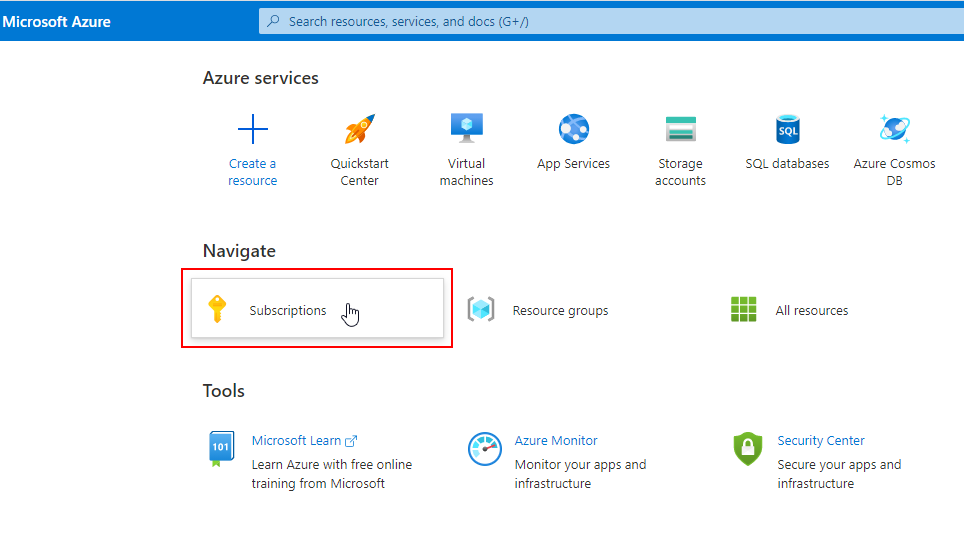 Microsoft Azure
Search resources, services, and docs (G+/)
Azure services
Create a
resource
Quickstart
Center
Virtual
machines
App Services
Storage
accounts
SQL
SQL databases
Azure Cosmos
DB
Navigate
Subscriptions
Resource groups
All resources
Tools
101
Microsoft Learn
Learn Azure with free online
training from Microsoft
Azure Monitor
Monitor your apps and
infrastructure
Security Center
Secure your apps and
infrastructure